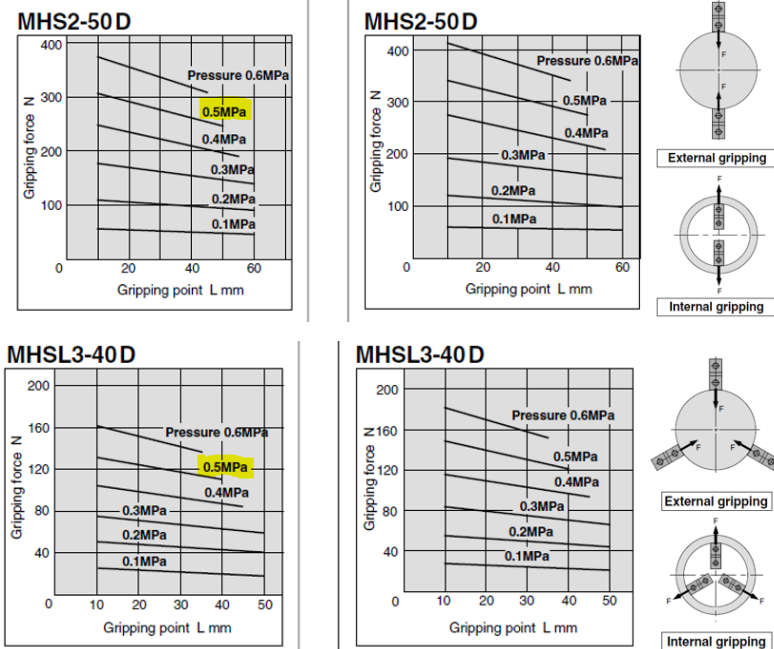 MHS2-50D
400
300
200
100
0
20
40
60
Gripping force N
Gripping point L mm
Pressure 0.6MPa
0.5MPa
0.4MPa
0.3MPa
0.2MPa
0.1MPa
MHS2-50D
400
300
200
100
0
20
40
60
Gripping force N
Gripping point L mm
Pressure 0.6MPa
0.5MPa
0.4MPa
0.3MPa
0.2MPa
0.1MPa
F
F
External gripping
F
F
Internal gripping
MHSL3-40D
200
160
120
80
40
0
10
20
30
40
50
Gripping force N
Gripping point L mm
Pressure 0.6MPa
0.5MPa
0.4MPa
0.3MPa
0.2MPa
0.1MPa
MHSL3-40D
200
160
120
80
40
0
10
20
30
40
50
Gripping force N
Gripping point L mm
Pressure 0.6MPa
0.5MPa
0.4MPa
0.3MPa
0.2MPa
0.1MPa
F
F
F
External gripping
F
F
F
Internal gripping